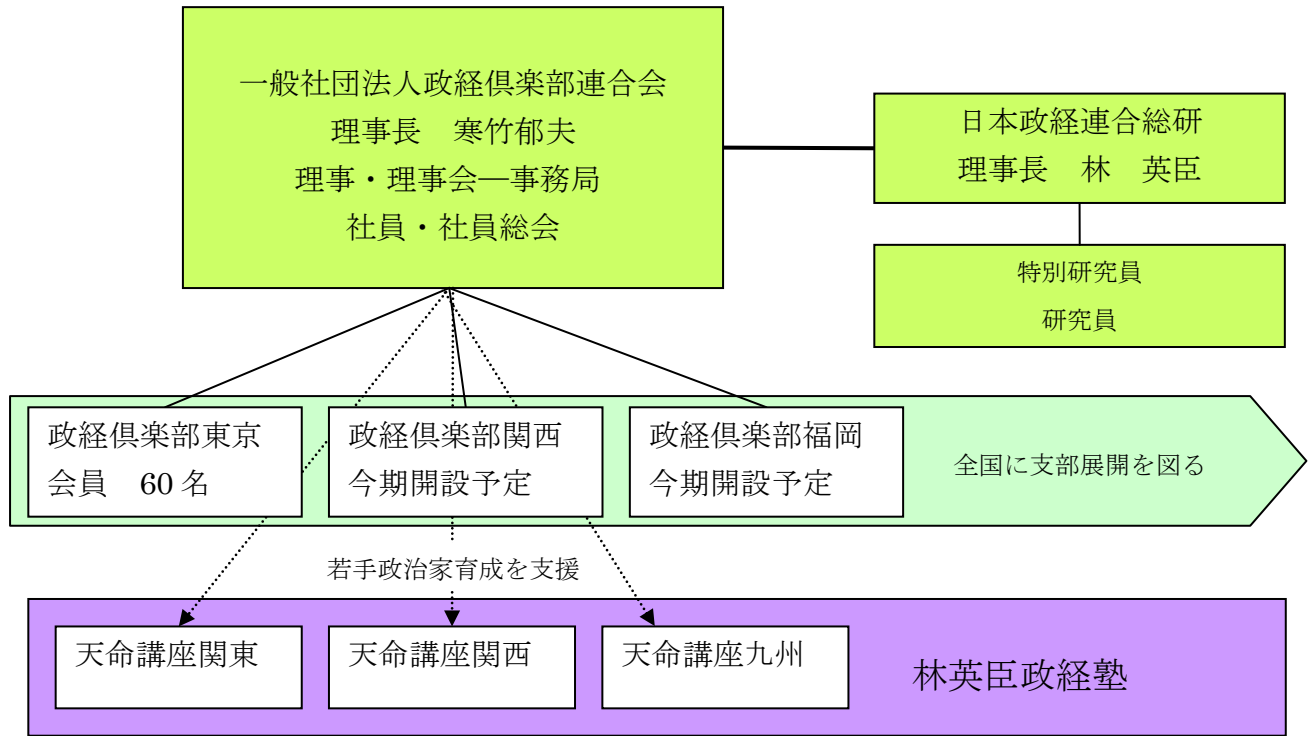 一般社団法人政経倶楽部連合会
理事長　寒竹郁夫
理事・理事会―事務局
社員・社員総会
日本政経連合総研
理事長　林　英臣
特別研究員
研究員
政経倶楽部東京
会員　60 名
政経倶楽部関西
今期開設予定
政経倶楽部福岡
今期開設予定
全国に支部展開を図る
若手政治家育成を支援
天命講座関東
天命講座関西
天命講座九州
林英臣政経塾